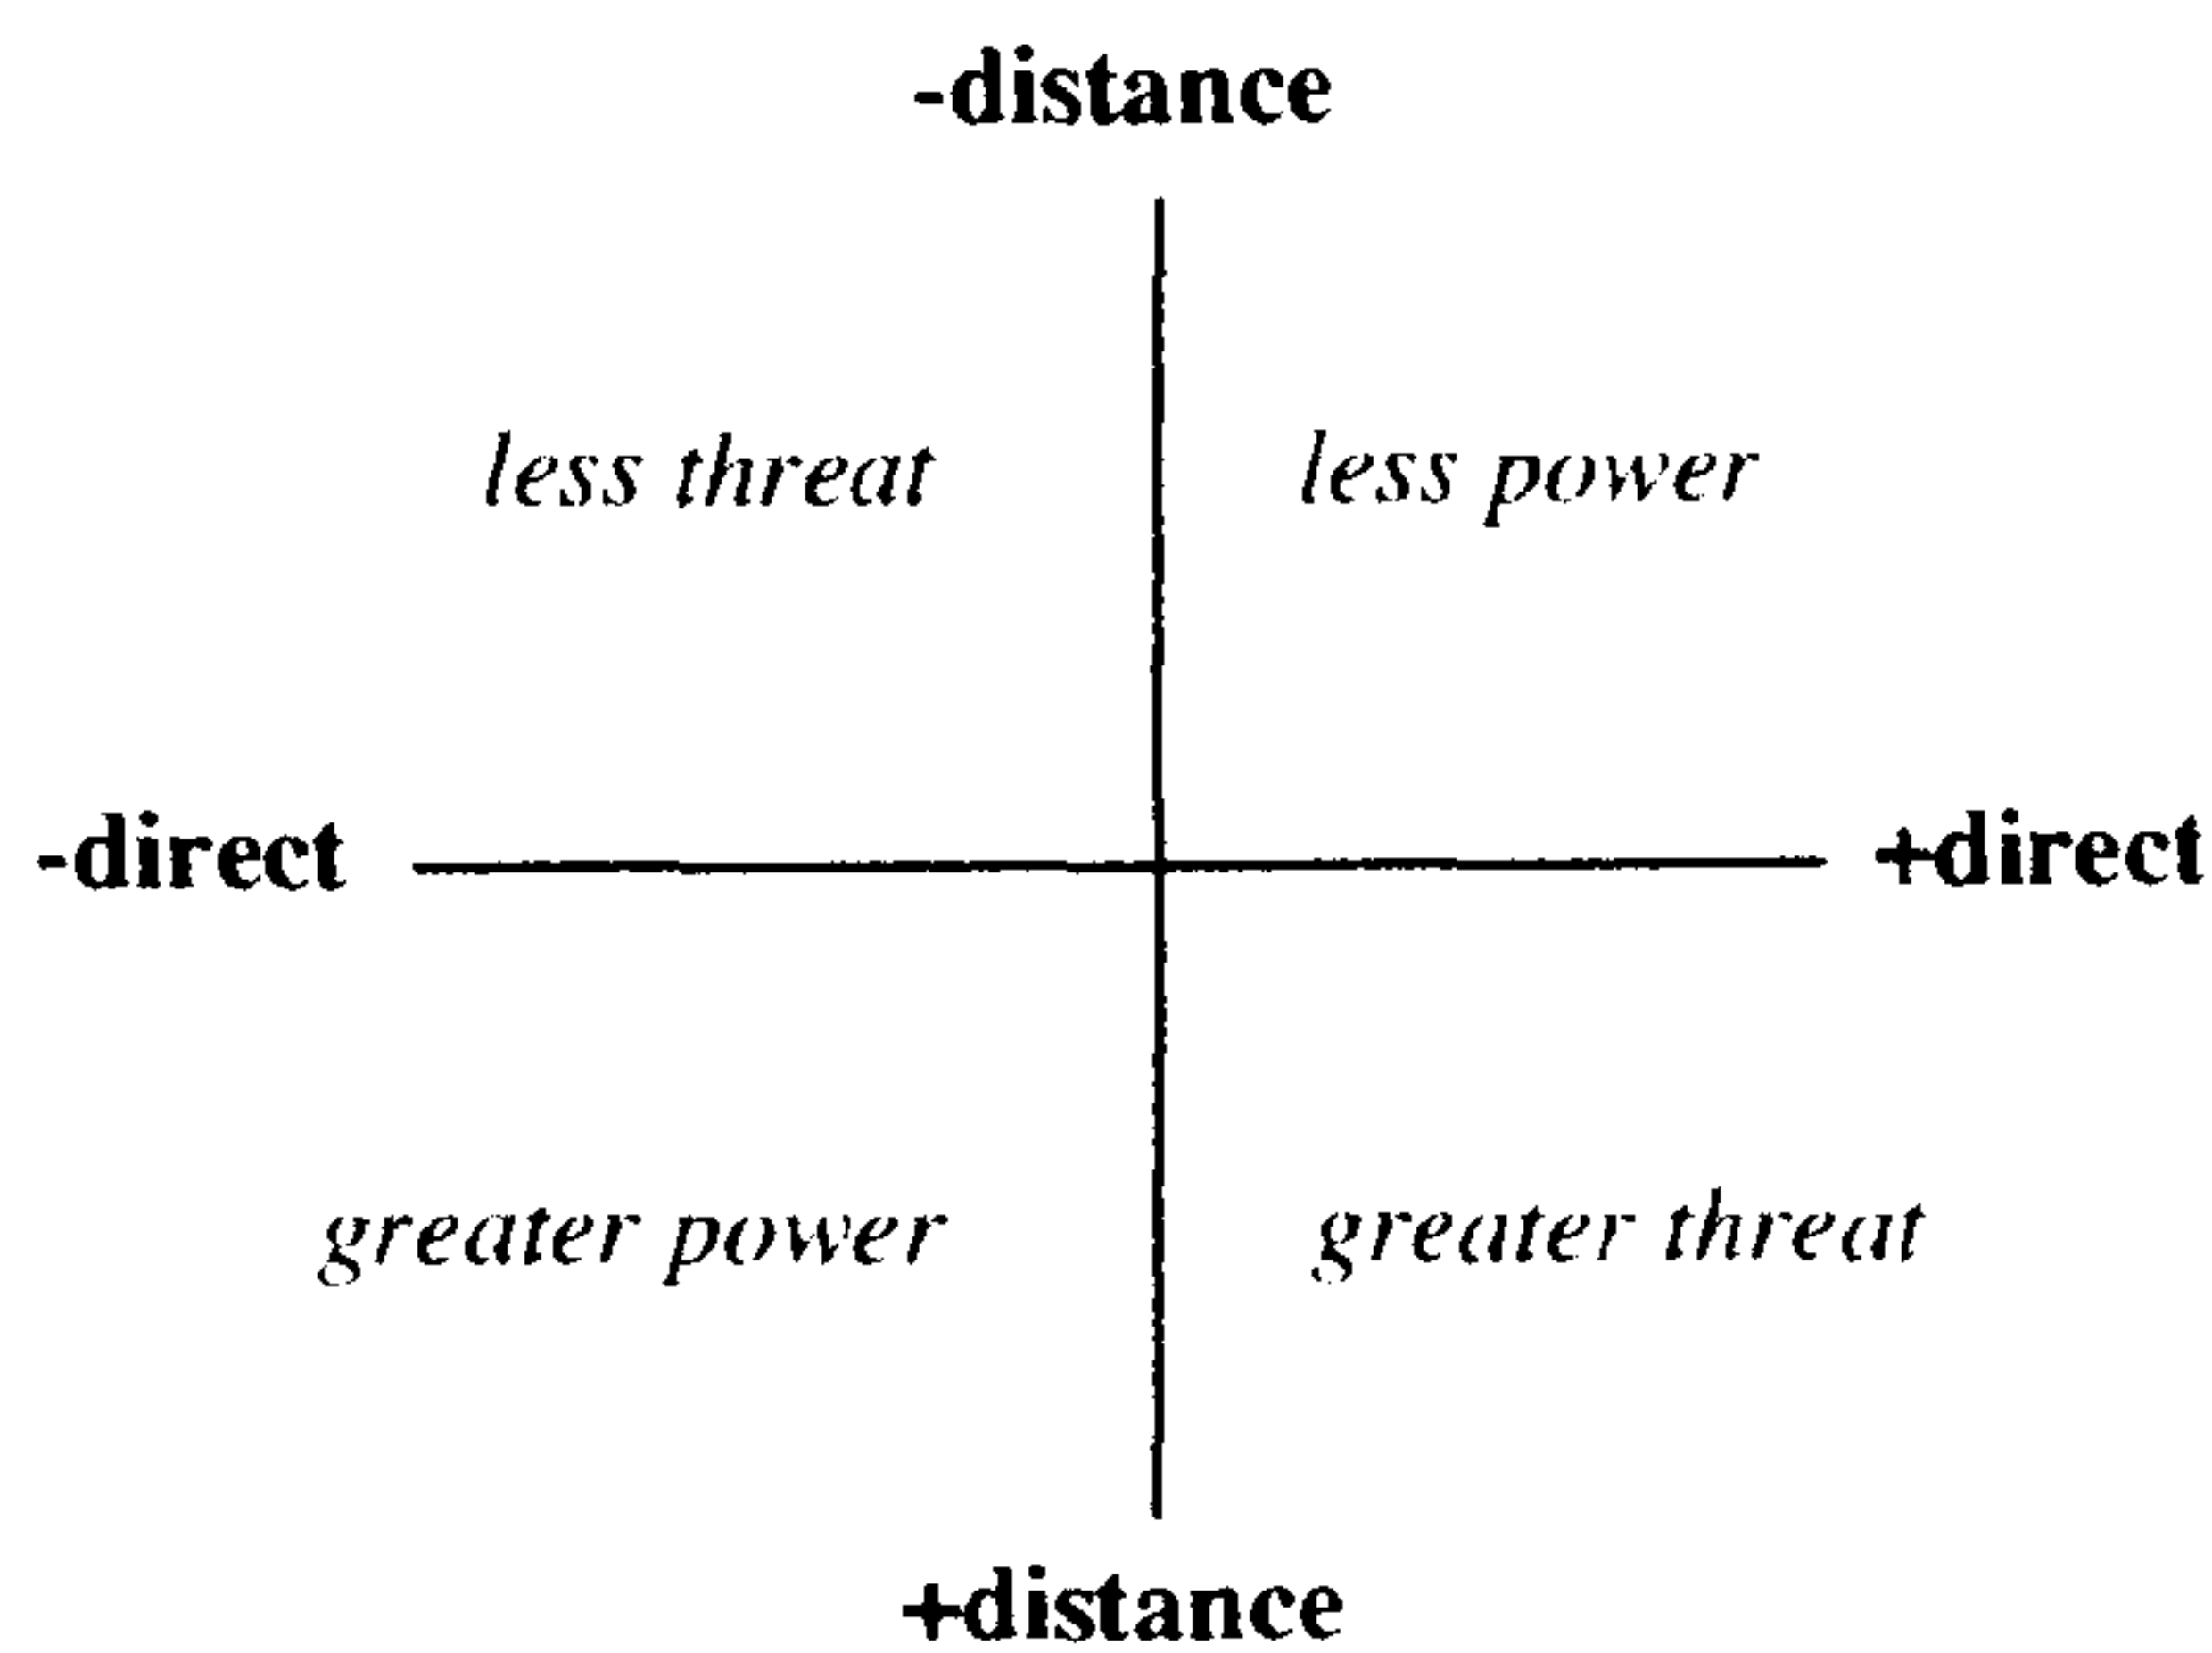 -distance
less threat less power
-direct +direct
greater power greater threat
+distance